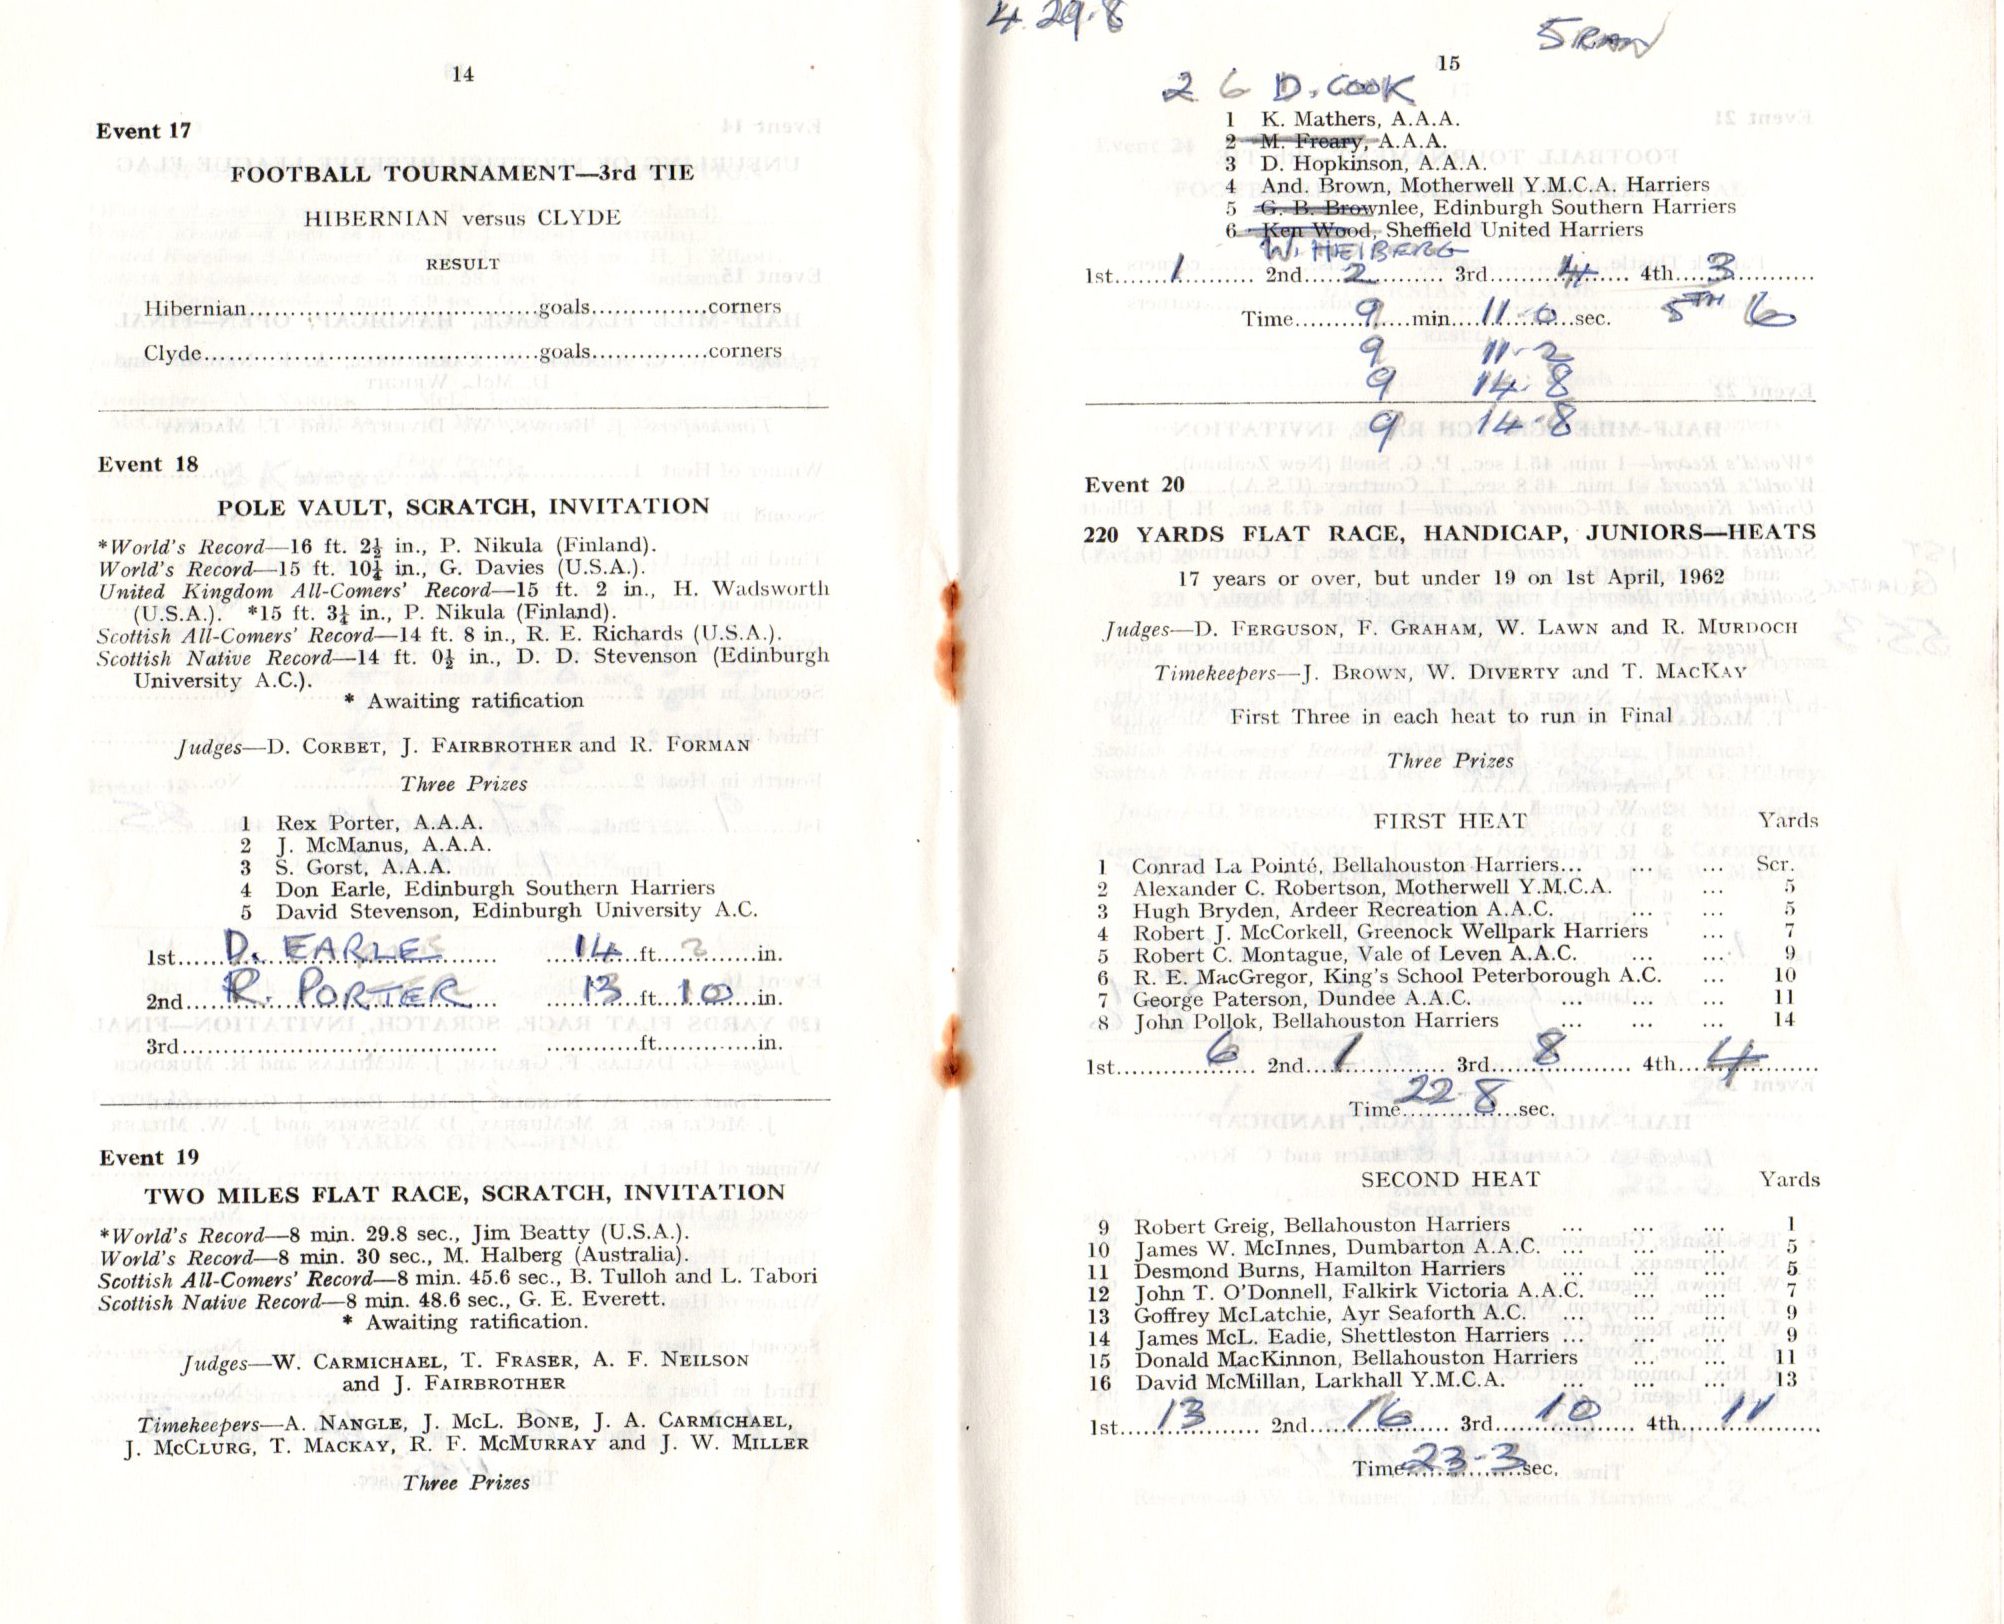 14
Event 17
FOOTBALL TOURNAMENT—3rd TIE
HIBERNIAN versus CLYDE
RESULT
Hibernian......................................goals...............corners
Clyde............................................goals...............corners
Event 18
POLE VAULT, SCRATCH, INVITATION
*World's Record—16 ft. 2½ in., P. Nikula (Finland).
World's Record—15 ft. 10¼ in., G. Davies (U.S.A.).
United Kingdom All-Comers' Record—15 ft. 2 in., H. Wadsworth
(U.S.A.). *15 ft. 3¼ in., P. Nikula (Finland).
Scottish All-Comers' Record—14 ft. 8 in., R. E. Richards (U.S.A.).
Scottish Native Record—14 ft. 0½ in., D. D. Stevenson (Edinburgh
University A.C.).
* Awaiting ratification
Judges—D. CORBET, J. FAIRBROTHER and R. FORMAN
Three Prizes
1 Rex Porter, A.A.A.
2 J. McManus, A.A.A.
3 S. Gorst, A.A.A.
4 Don Earle, Edinburgh Southern Harriers
5 David Stevenson, Edinburgh University A.C.
1st...... D. EARLES ...... 14 ...ft. 2 ......in.
2nd.... R. PORTER ...... 13 ...ft. 10 ...in.
3rd.......................................... ............ft.............in.
Event 19
TWO MILES FLAT RACE, SCRATCH, INVITATION
*World's Record—8 min. 29.8 sec., Jim Beatty (U.S.A.).
World's Record—8 min. 30 sec., M. Halberg (Australia).
Scottish All-Comers' Record—8 min. 45.6 sec., B. Tulloh and L. Tabori
Scottish Native Record—8 min. 48.6 sec., G. E. Everett.
* Awaiting ratification.
Judges—W. CARMICHAEL, T. FRASER, A. F. NEILSON
and J. FAIRBROTHER
Timekeepers—A. NANGLE, J. McL. BONE, J. A. CARMICHAEL,
J. McCLURG, T. MACKAY, R. F. McMURRAY and J. W. MILLER
Three Prizes
4. 29.8
5 RAN
15
2 6 D. COOK
1 K. Mathers, A.A.A.
2 M. Freary, A.A.A.
3 D. Hopkinson, A.A.A.
4 And. Brown, Motherwell Y.M.C.A. Harriers
5 G. B. Brownlee, Edinburgh Southern Harriers
6 Ken Wood, Sheffield United Harriers
W. HEIBERG
1st...... 1 ......... 2nd..... 2 ......... 3rd......... 4 ...... 4th..... 3 ...........
Time......... 9 .....min.... 11.0 ...sec. 5TH 6
9 11.2
9 14.8
9 14.8
Event 20
220 YARDS FLAT RACE, HANDICAP, JUNIORS—HEATS
17 years or over, but under 19 on 1st April, 1962
Judges—D. FERGUSON, F. GRAHAM, W. LAWN and R. MURDOCH
Timekeepers—J. BROWN, W. DIVERTY and T. MACKAY
First Three in each heat to run in Final
Three Prizes
FIRST HEAT Yards
1 Conrad La Pointé, Bellahouston Harriers... ... ... Scr.
2 Alexander C. Robertson, Motherwell Y.M.C.A. ... 5
3 Hugh Bryden, Ardeer Recreation A.A.C. ... ... 5
4 Robert J. McCorkell, Greenock Wellpark Harriers ... 7
5 Robert C. Montague, Vale of Leven A.A.C. ... ... 9
6 R. E. MacGregor, King's School Peterborough A.C. ... 10
7 George Paterson, Dundee A.A.C. ... ... ... 11
8 John Pollok, Bellahouston Harriers ... ... ... 14
1st............ 6 ... 2nd.... 1 ............ 3rd...... 8 ............ 4th.... 4 .........
Time... 22.8 ...sec.
SECOND HEAT Yards
9 Robert Greig, Bellahouston Harriers ... ... ... 1
10 James W. McInnes, Dumbarton A.A.C. ... ... ... 5
11 Desmond Burns, Hamilton Harriers ... ... ... 5
12 John T. O'Donnell, Falkirk Victoria A.A.C. ... ... 7
13 Goffrey McLatchie, Ayr Seaforth A.C. ... ... ... 9
14 James McL. Eadie, Shettleston Harriers ... ... ... 9
15 Donald MacKinnon, Bellahouston Harriers ... ... 11
16 David McMillan, Larkhall Y.M.C.A. ... ... ... 13
1st...... 13 ......... 2nd...... 16 ...... 3rd...... 10 ......... 4th...... 11 .........
Time... 23.3 ...sec.